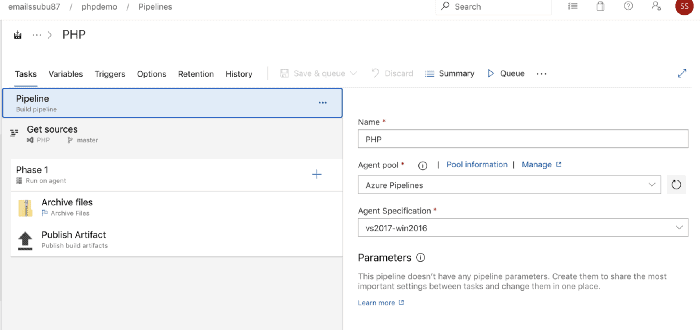 emailssubu87 / phpdemo / Pipelines
Search
SS
··· > PHP
Tasks Variables Triggers Options Retention History Save & queue Discard Summary Queue ···
Pipeline
Build pipeline
···
Get sources
PHP master
Phase 1
Run on agent
+
Archive files
Archive Files
Publish Artifact
Publish build artifacts
Name *
PHP
Agent pool * | Pool information | Manage
Azure Pipelines
Agent Specification *
vs2017-win2016
Parameters
This pipeline doesn't have any pipeline parameters. Create them to share the most
important settings between tasks and change them in one place.
Learn more